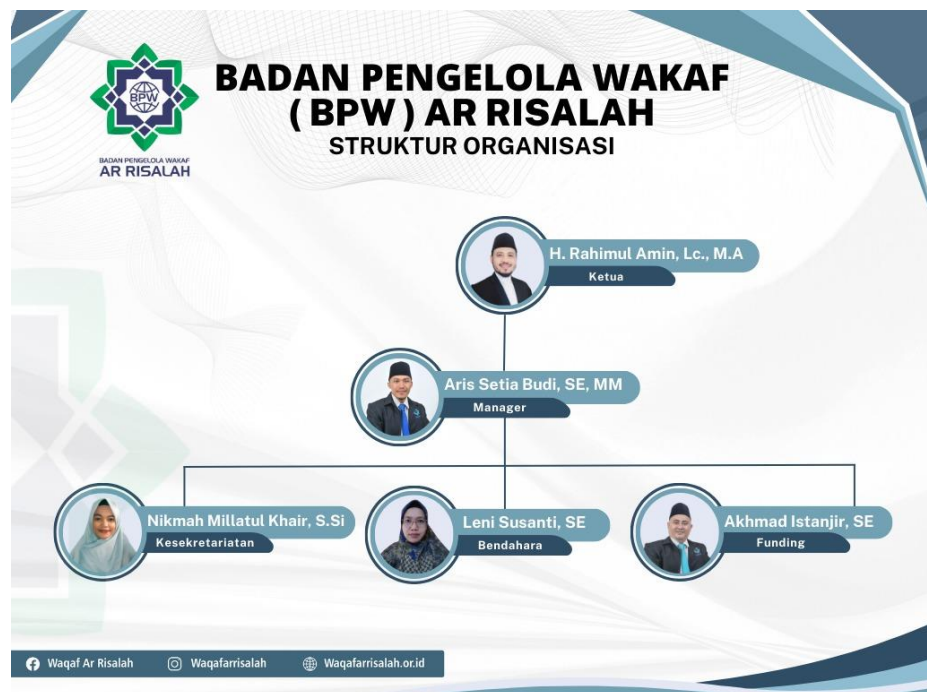 BPW
BADAN PENGELOLA WAKAF
AR RISALAH
BADAN PENGELOLA WAKAF
( BPW ) AR RISALAH
STRUKTUR ORGANISASI
H. Rahimul Amin, Lc., M.A
Ketua
Aris Setia Budi, SE, MM
Manager
Nikmah Millatul Khair, S.Si
Kesekretariatan
Leni Susanti, SE
Bendahara
Akhmad Istanjir, SE
Funding
Waqaf Ar Risalah
Waqafarrisalah
Waqafarrisalah.or.id